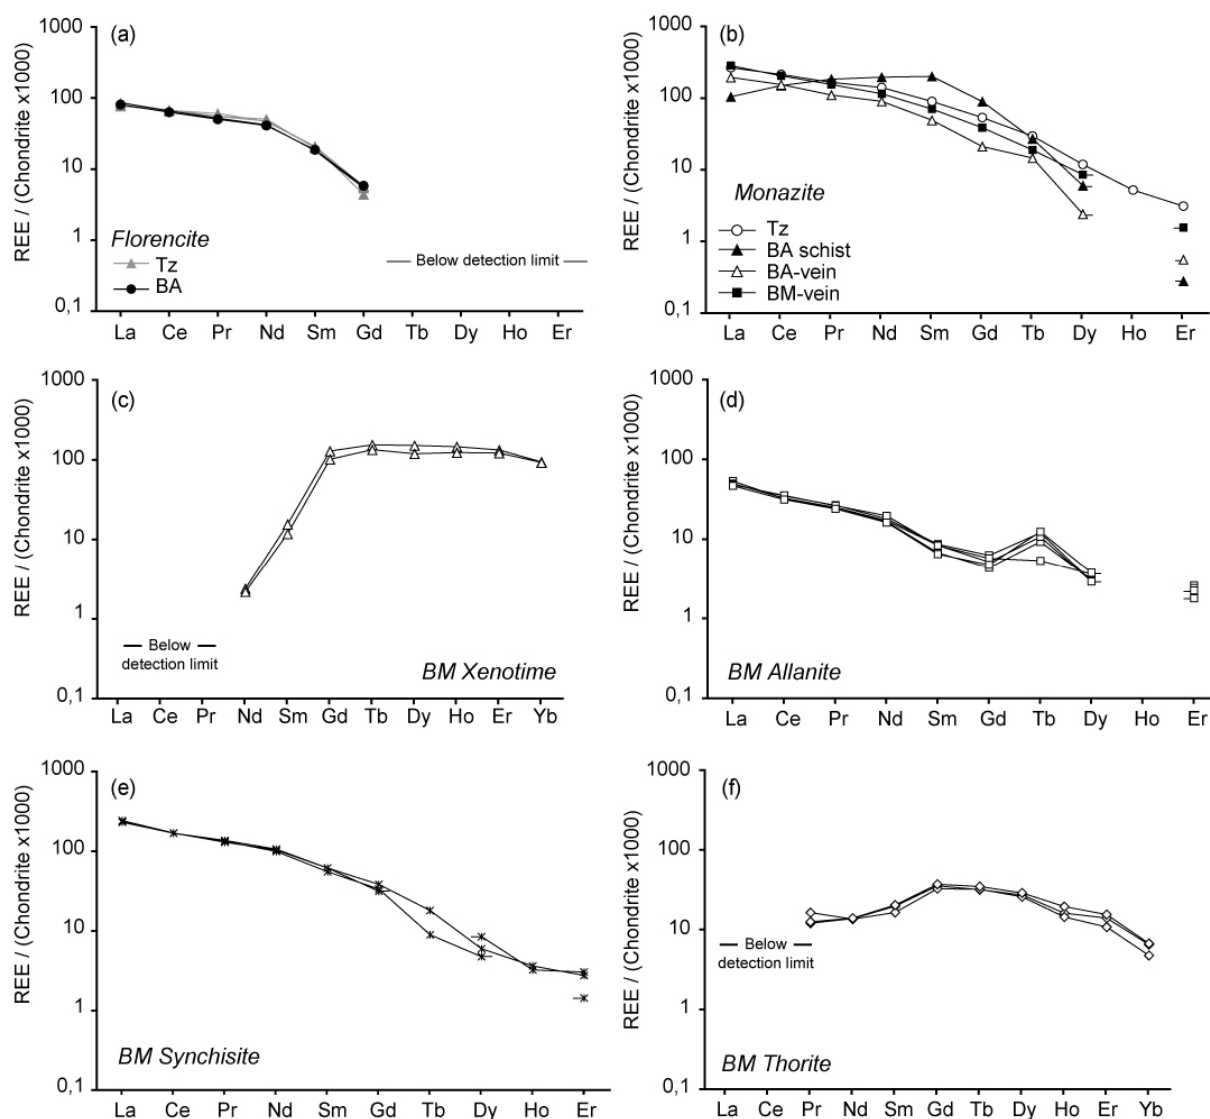 (a)
REE / (Chondrite x1000)
1000
100
10
1
0,1
Florencite
Tz
BA
Below detection limit
La Ce Pr Nd Sm Gd Tb Dy Ho Er
(b)
REE / (Chondrite x1000)
1000
100
10
1
0,1
Monazite
Tz
BA schist
BA-vein
BM-vein
La Ce Pr Nd Sm Gd Tb Dy Ho Er
(c)
REE / (Chondrite x1000)
1000
100
10
1
0,1
Below
detection limit
BM Xenotime
La Ce Pr Nd Sm Gd Tb Dy Ho Er Yb
(d)
REE / (Chondrite x1000)
1000
100
10
1
0,1
BM Allanite
La Ce Pr Nd Sm Gd Tb Dy Ho Er
(e)
REE / (Chondrite x1000)
1000
100
10
1
0,1
BM Synchisite
La Ce Pr Nd Sm Gd Tb Dy Ho Er
(f)
REE / (Chondrite x1000)
1000
100
10
1
0,1
Below
detection limit
BM Thorite
La Ce Pr Nd Sm Gd Tb Dy Ho Er Yb